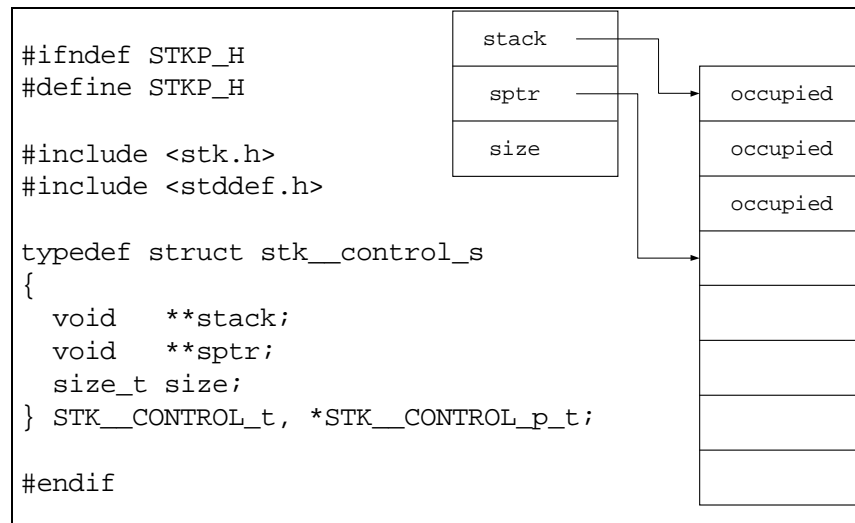 #ifndef STKP_H
#define STKP_H
#include <stk.h>
#include <stddef.h>
typedef struct stk__control_s
{
void **stack;
void **sptr;
size_t size;
} STK__CONTROL_t, *STK__CONTROL_p_t;
#endif
stack
sptr
size
occupied
occupied
occupied